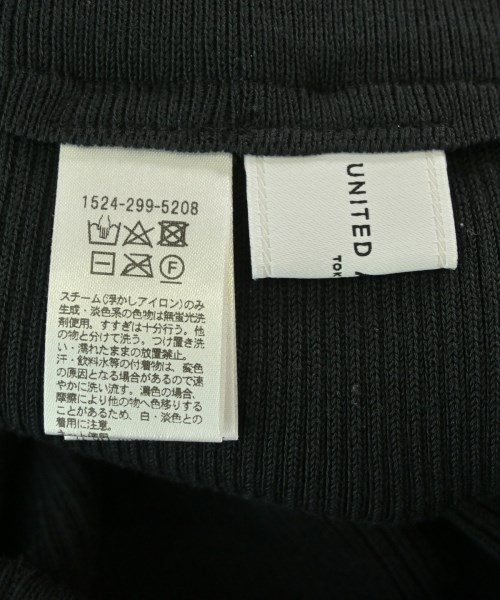 1524-299-5208
F
スチーム(浮かしアイロン)のみ
生成・淡色系の色物は無蛍光洗
剤使用。すすぎは十分行う。他
の物と分けて洗う。つけ置き洗
い・濡れたままの放置禁止。
汗・飲料水等の付着物は、変色
の原因となる場合があるので速
やかに洗い流す。濃色の場合、
摩擦により他の物へ色移りする
ことがあるため、白・淡色との
着用に注意。
ネット使用
UNITED A
TOK